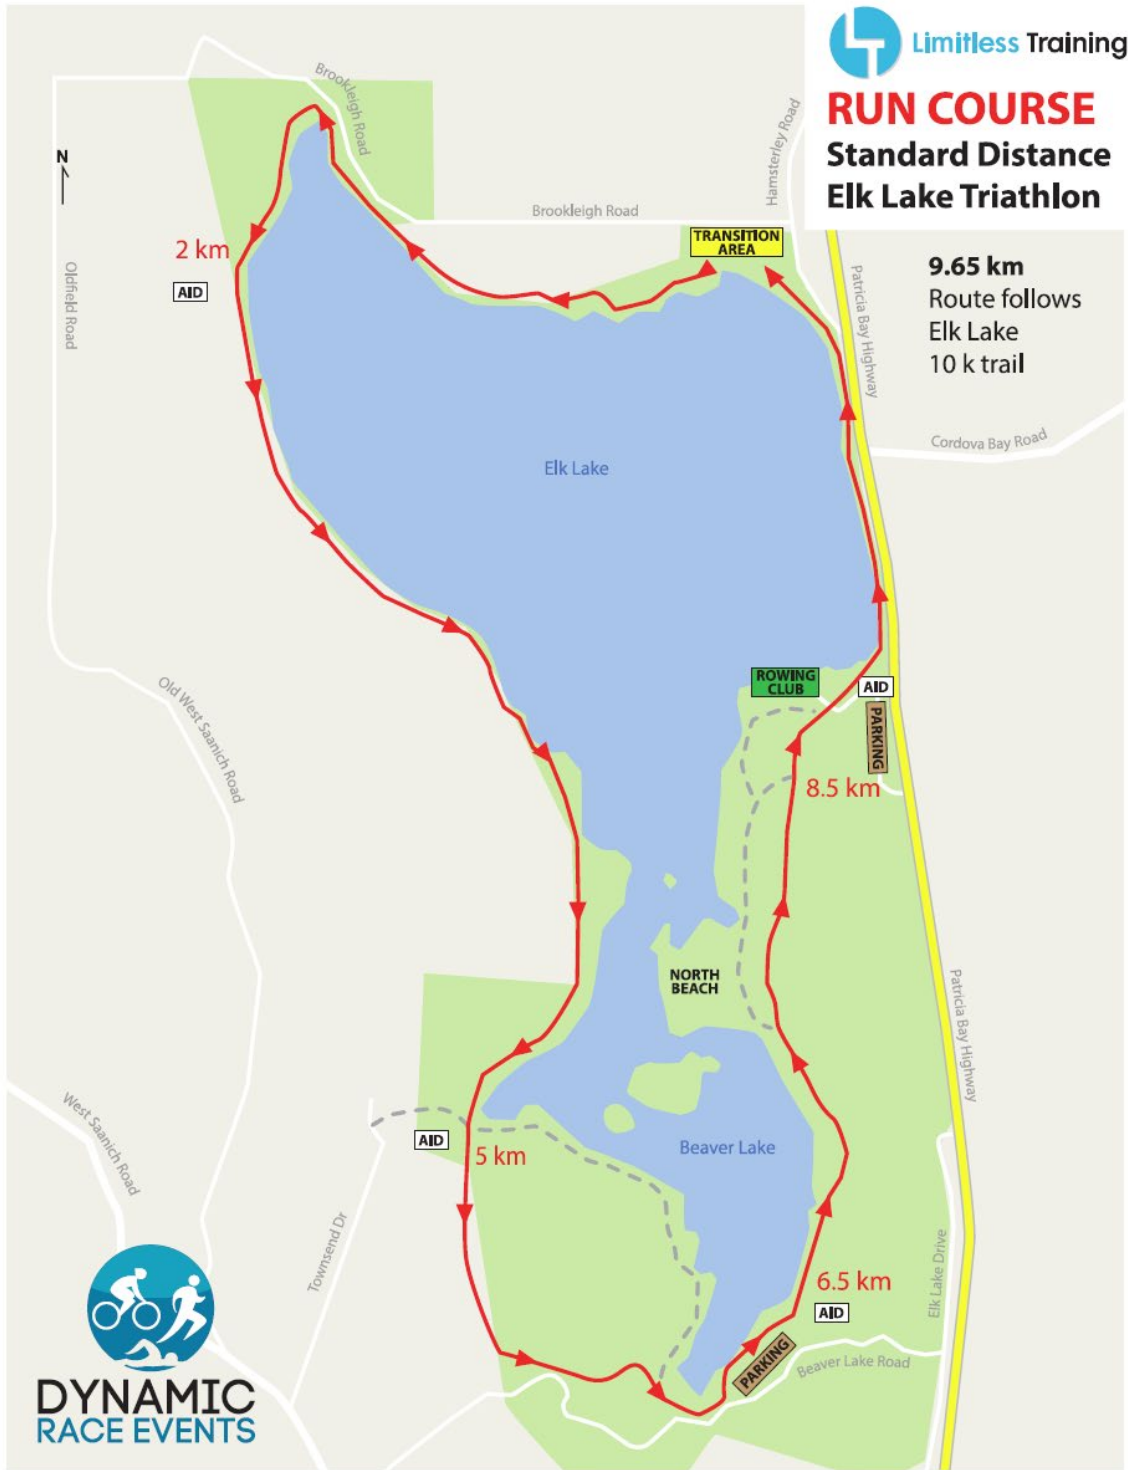 Limitless Training
RUN COURSE
Standard Distance
Elk Lake Triathlon
9.65 km
Route follows
Elk Lake
10 k trail
Brookleigh Road
Hamsterley Road
N
Brookleigh Road
TRANSITION
AREA
2 km
AID
Oldfield Road
Patricia Bay Highway
Cordova Bay Road
Elk Lake
ROWING
CLUB
AID
PARKING
Old West Saanich Road
8.5 km
NORTH
BEACH
Patricia Bay Highway
West Saanich Road
AID
5 km
Beaver Lake
Townsend Dr
Elk Lake Drive
6.5 km
AID
PARKING
Beaver Lake Road
DYNAMIC
RACE EVENTS